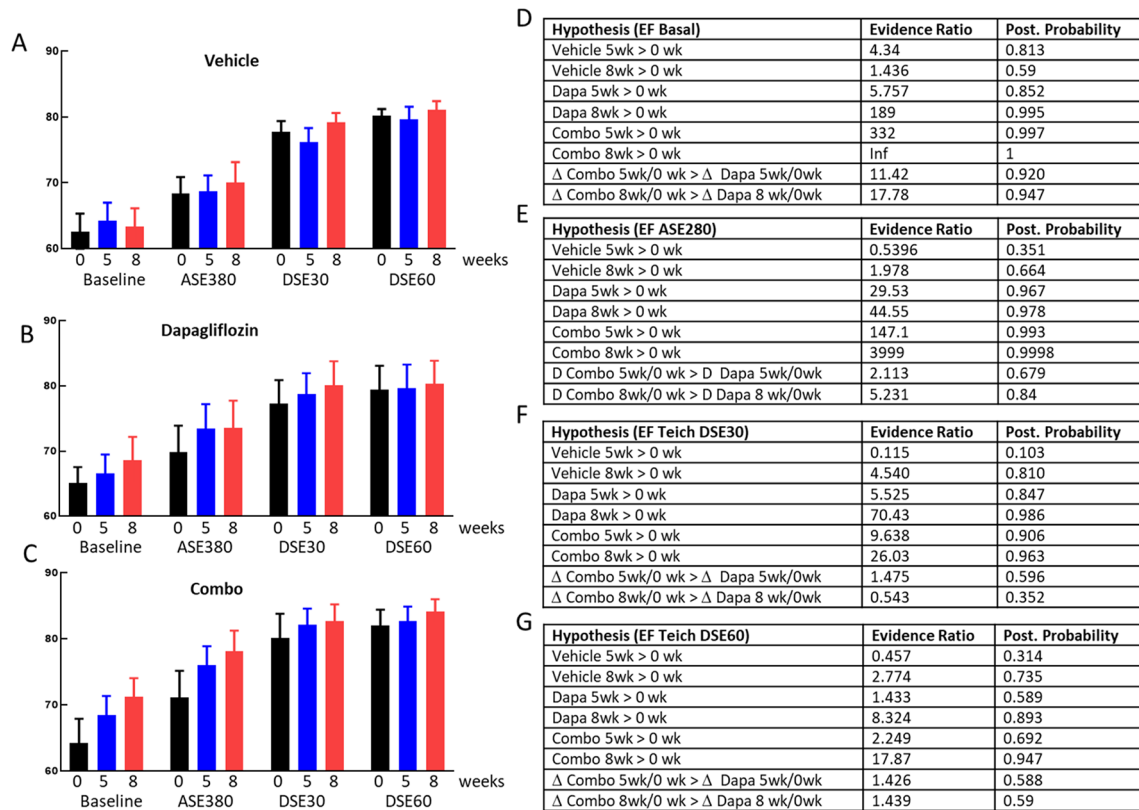 A
Vehicle
90
80
70
60
0 5 8 0 5 8 0 5 8 0 5 8 weeks
Baseline ASE380 DSE30 DSE60
B
Dapagliflozin
90
80
70
60
0 5 8 0 5 8 0 5 8 0 5 8 weeks
Baseline ASE380 DSE30 DSE60
C
Combo
90
80
70
60
0 5 8 0 5 8 0 5 8 0 5 8 weeks
Baseline ASE380 DSE30 DSE60
D
Hypothesis (EF Basal) Evidence Ratio Post. Probability
Vehicle 5wk > 0 wk 4.34 0.813
Vehicle 8wk > 0 wk 1.436 0.59
Dapa 5wk > 0 wk 5.757 0.852
Dapa 8wk > 0 wk 189 0.995
Combo 5wk > 0 wk 332 0.997
Combo 8wk > 0 wk Inf 1
Δ Combo 5wk/0 wk > Δ Dapa 5wk/0wk 11.42 0.920
Δ Combo 8wk/0 wk > Δ Dapa 8 wk/0wk 17.78 0.947
E
Hypothesis (EF ASE280) Evidence Ratio Post. Probability
Vehicle 5wk > 0 wk 0.5396 0.351
Vehicle 8wk > 0 wk 1.978 0.664
Dapa 5wk > 0 wk 29.53 0.967
Dapa 8wk > 0 wk 44.55 0.978
Combo 5wk > 0 wk 147.1 0.993
Combo 8wk > 0 wk 3999 0.9998
D Combo 5wk/0 wk > D Dapa 5wk/0wk 2.113 0.679
D Combo 8wk/0 wk > D Dapa 8 wk/0wk 5.231 0.84
F
Hypothesis (EF Teich DSE30) Evidence Ratio Post. Probability
Vehicle 5wk > 0 wk 0.115 0.103
Vehicle 8wk > 0 wk 4.540 0.810
Dapa 5wk > 0 wk 5.525 0.847
Dapa 8wk > 0 wk 70.43 0.986
Combo 5wk > 0 wk 9.638 0.906
Combo 8wk > 0 wk 26.03 0.963
Δ Combo 5wk/0 wk > Δ Dapa 5wk/0wk 1.475 0.596
Δ Combo 8wk/0 wk > Δ Dapa 8 wk/0wk 0.543 0.352
G
Hypothesis (EF Teich DSE60) Evidence Ratio Post. Probability
Vehicle 5wk > 0 wk 0.457 0.314
Vehicle 8wk > 0 wk 2.774 0.735
Dapa 5wk > 0 wk 1.433 0.589
Dapa 8wk > 0 wk 8.324 0.893
Combo 5wk > 0 wk 2.249 0.692
Combo 8wk > 0 wk 17.87 0.947
Δ Combo 5wk/0 wk > Δ Dapa 5wk/0wk 1.426 0.588
Δ Combo 8wk/0 wk > Δ Dapa 8 wk/0wk 1.439 0.59